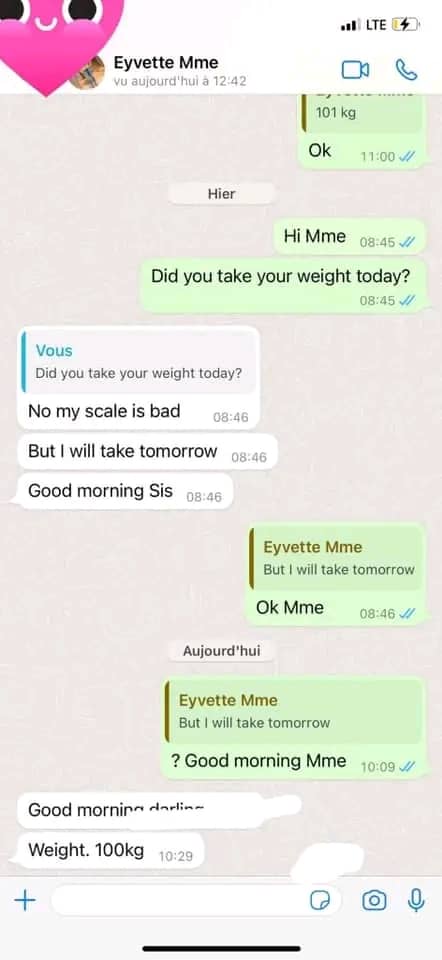 LTE
Eyvette Mme
vu aujourd'hui à 12:42
101 kg
Ok 11:00
Hier
Hi Mme 08:45
Did you take your weight today?
08:45
Vous
Did you take your weight today?
No my scale is bad 08:46
But I will take tomorrow 08:46
Good morning Sis 08:46
Eyvette Mme
But I will take tomorrow
Ok Mme 08:46
Aujourd'hui
Eyvette Mme
But I will take tomorrow
? Good morning Mme 10:09
Good morning
Weight. 100kg 10:29